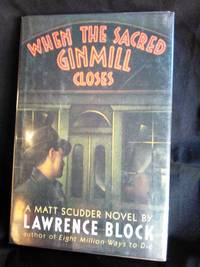 WHEN THE SACRED
GINMILL
CLOSES
A MATT SCUDDER NOVEL BY
LAWRENCE BLOCK
author of Eight Million Ways to Die